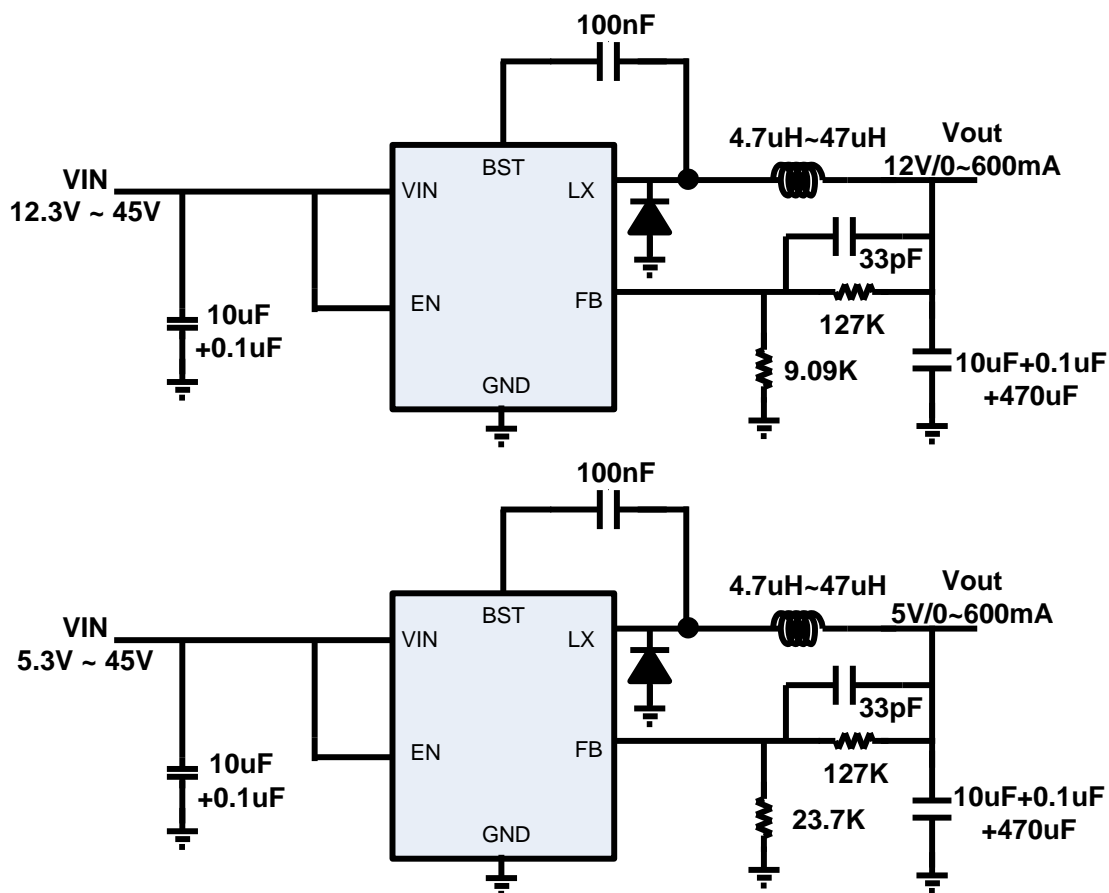 100nF
4.7uH~47uH
Vout
12V/0~600mA
VIN
12.3V ~ 45V
BST
VIN
LX
33pF
EN
FB
127K
10uF
+0.1uF
9.09K
10uF+0.1uF
+470uF
GND
100nF
4.7uH~47uH
Vout
5V/0~600mA
VIN
5.3V ~ 45V
BST
VIN
LX
33pF
EN
FB
127K
10uF
+0.1uF
23.7K
10uF+0.1uF
+470uF
GND